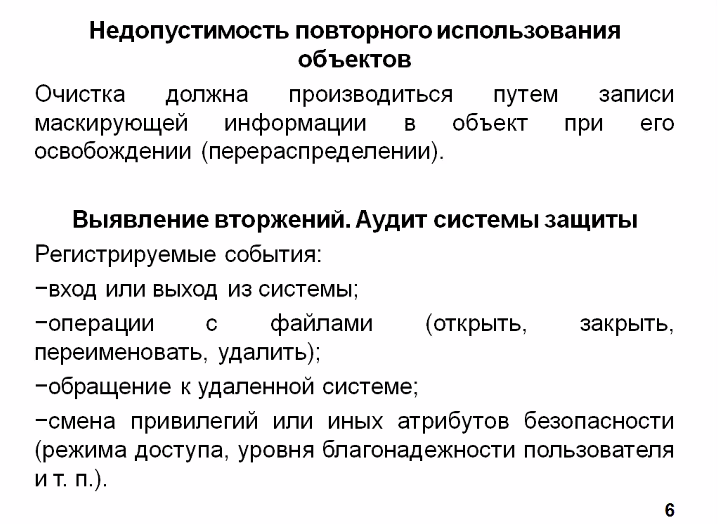 Недопустимость повторного использования
объектов
Очистка должна производиться путем записи
маскирующей информации в объект при его
освобождении (перераспределении).
Выявление вторжений. Аудит системы защиты
Регистрируемые события:
−вход или выход из системы;
−операции с файлами (открыть, закрыть,
переименовать, удалить);
−обращение к удаленной системе;
−смена привилегий или иных атрибутов безопасности
(режима доступа, уровня благонадежности пользователя
и т. п.).
6